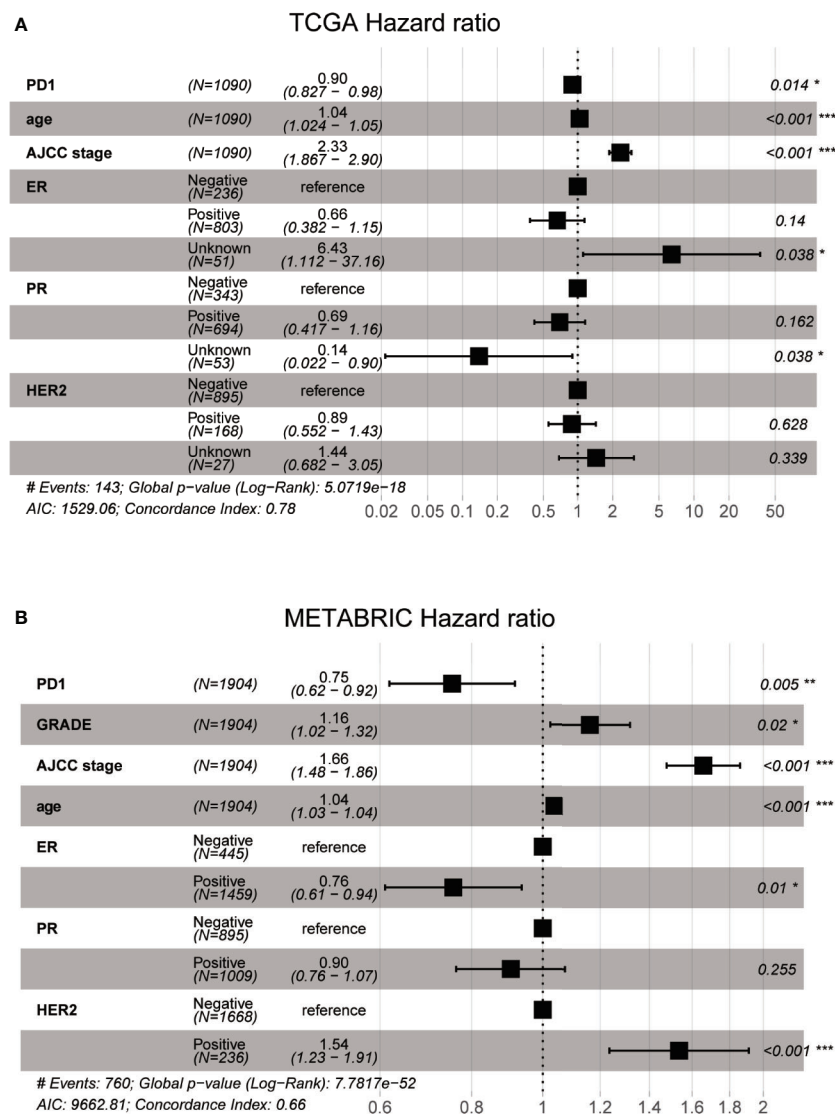 A
TCGA Hazard ratio
PD1 (N=1090) 0.90 (0.827 − 0.98) 0.014 *
age (N=1090) 1.04 (1.024 − 1.05) <0.001 ***
AJCC stage (N=1090) 2.33 (1.867 − 2.90) <0.001 ***
ER Negative (N=236) reference
Positive (N=803) 0.66 (0.382 − 1.15) 0.14
Unknown (N=51) 6.43 (1.112 − 37.16) 0.038 *
PR Negative (N=343) reference
Positive (N=694) 0.69 (0.417 − 1.16) 0.162
Unknown (N=53) 0.14 (0.022 − 0.90) 0.038 *
HER2 Negative (N=895) reference
Positive (N=168) 0.89 (0.552 − 1.43) 0.628
Unknown (N=27) 1.44 (0.682 − 3.05) 0.339
# Events: 143; Global p−value (Log−Rank): 5.0719e−18
AIC: 1529.06; Concordance Index: 0.78
0.02 0.05 0.1 0.2 0.5 1 2 5 10 20 50
B
METABRIC Hazard ratio
PD1 (N=1904) 0.75 (0.62 − 0.92) 0.005 **
GRADE (N=1904) 1.16 (1.02 − 1.32) 0.02 *
AJCC stage (N=1904) 1.66 (1.48 − 1.86) <0.001 ***
age (N=1904) 1.04 (1.03 − 1.04) <0.001 ***
ER Negative (N=445) reference
Positive (N=1459) 0.76 (0.61 − 0.94) 0.01 *
PR Negative (N=895) reference
Positive (N=1009) 0.90 (0.76 − 1.07) 0.255
HER2 Negative (N=1668) reference
Positive (N=236) 1.54 (1.23 − 1.91) <0.001 ***
# Events: 760; Global p−value (Log−Rank): 7.7817e−52
AIC: 9662.81; Concordance Index: 0.66
0.6 0.8 1 1.2 1.4 1.6 1.8 2